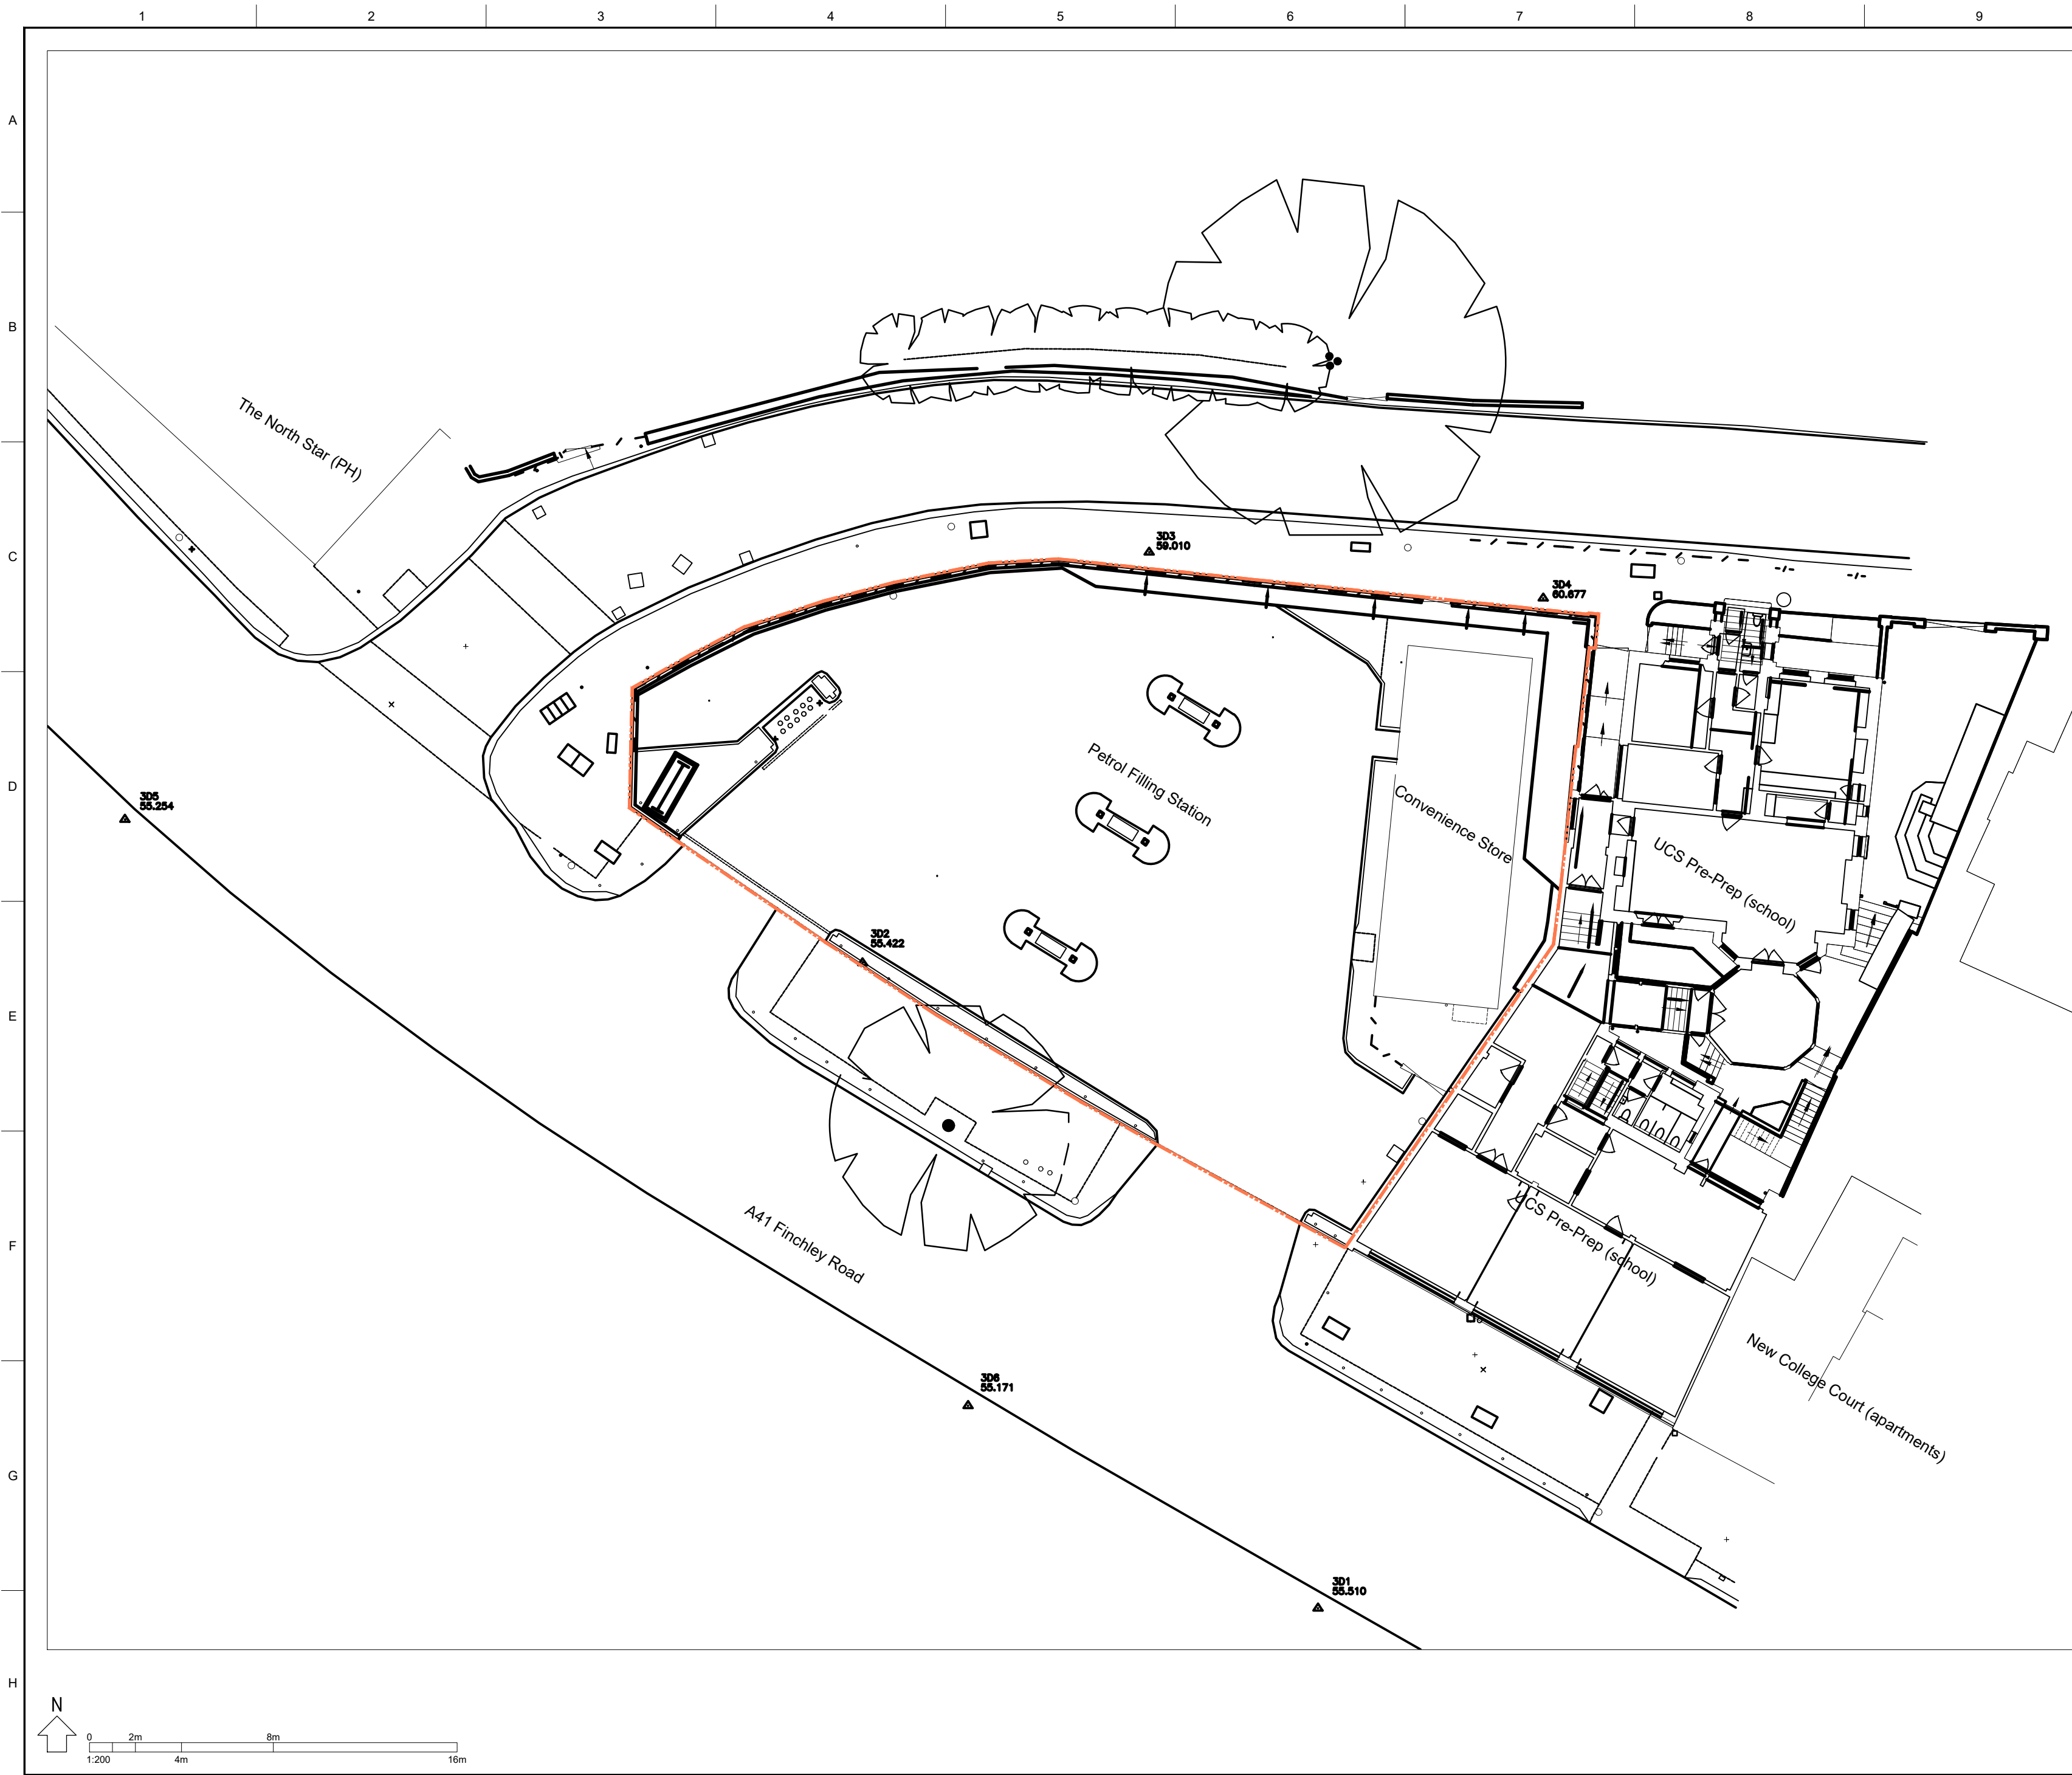 1 2 3 4 5 6 7 8 9
A
B
C
D
E
F
G
H
The North Star (PH)
3D3
59.010
3D4
60.677
Petrol Filling Station
Convenience Store
3D5
55.254
UCS Pre-Prep (school)
3D2
55.422
A41 Finchley Road
UCS Pre-Prep (school)
New College Court (apartments)
3D6
55.171
3D1
55.510
N
0 2m 8m
1:200 4m 16m